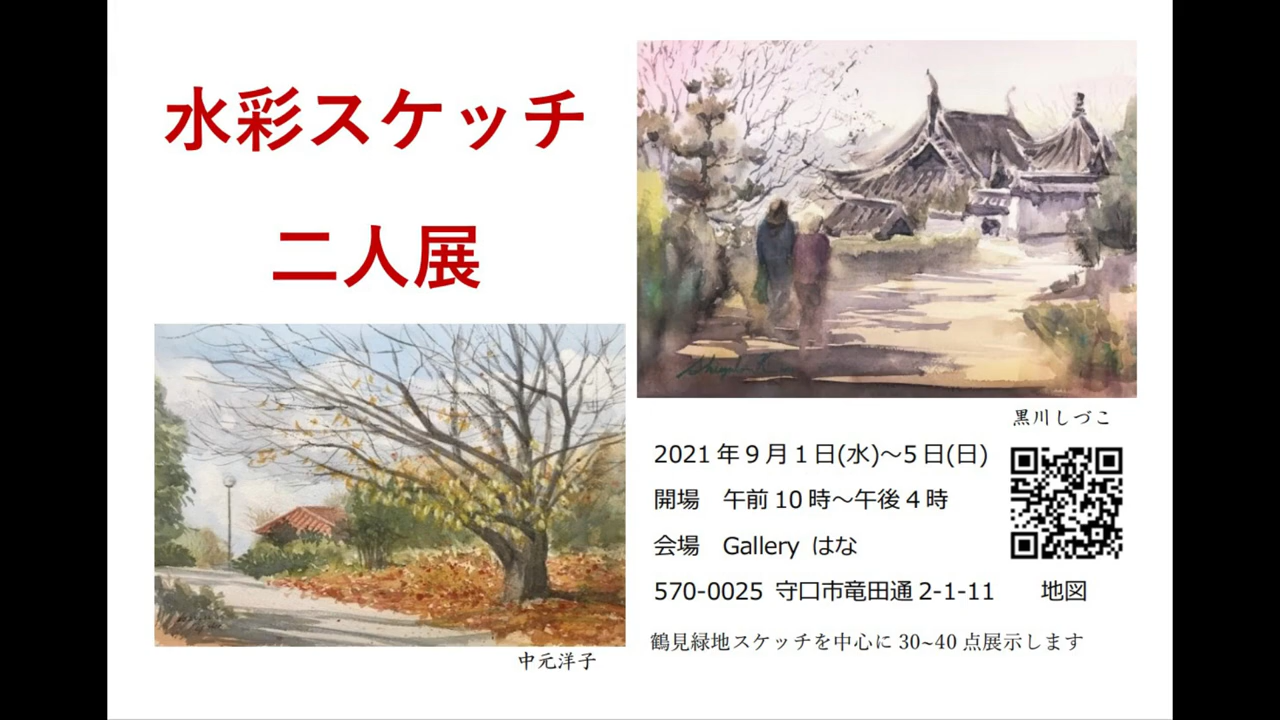 水彩スケッチ
二人展
黒川しづこ
2021年9月1日(水)～5日(日)
開場　午前10時～午後4時
会場　Gallery はな
570-0025 守口市竜田通2-1-11
地図
鶴見緑地スケッチを中心に30~40点展示します
中元洋子